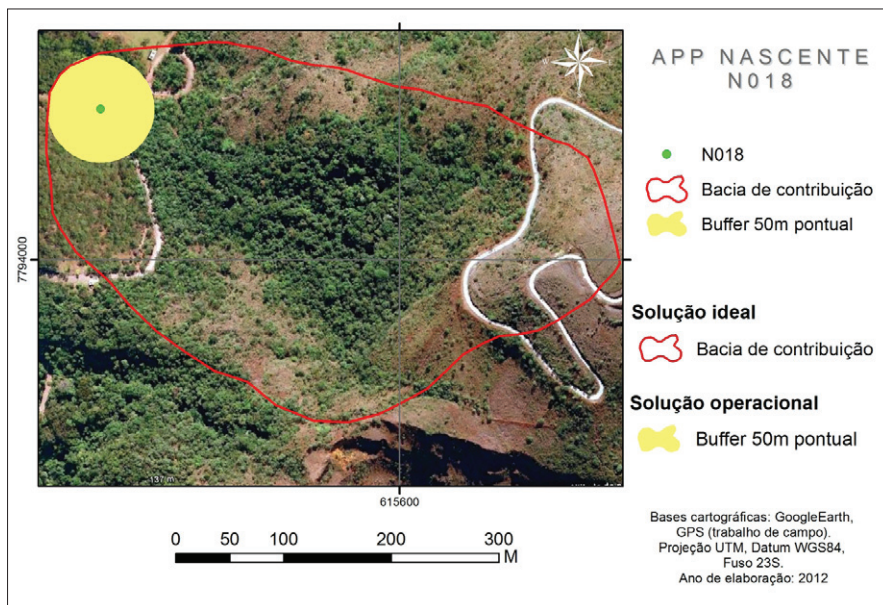 APP NASCENTE
N018
N018
Bacia de contribuição
Buffer 50m pontual
Solução ideal
Bacia de contribuição
Solução operacional
Buffer 50m pontual
7794000
137 m
615600
0 50 100 200 300
M
Bases cartográficas: GoogleEarth,
GPS (trabalho de campo).
Projeção UTM, Datum WGS84,
Fuso 23S.
Ano de elaboração: 2012